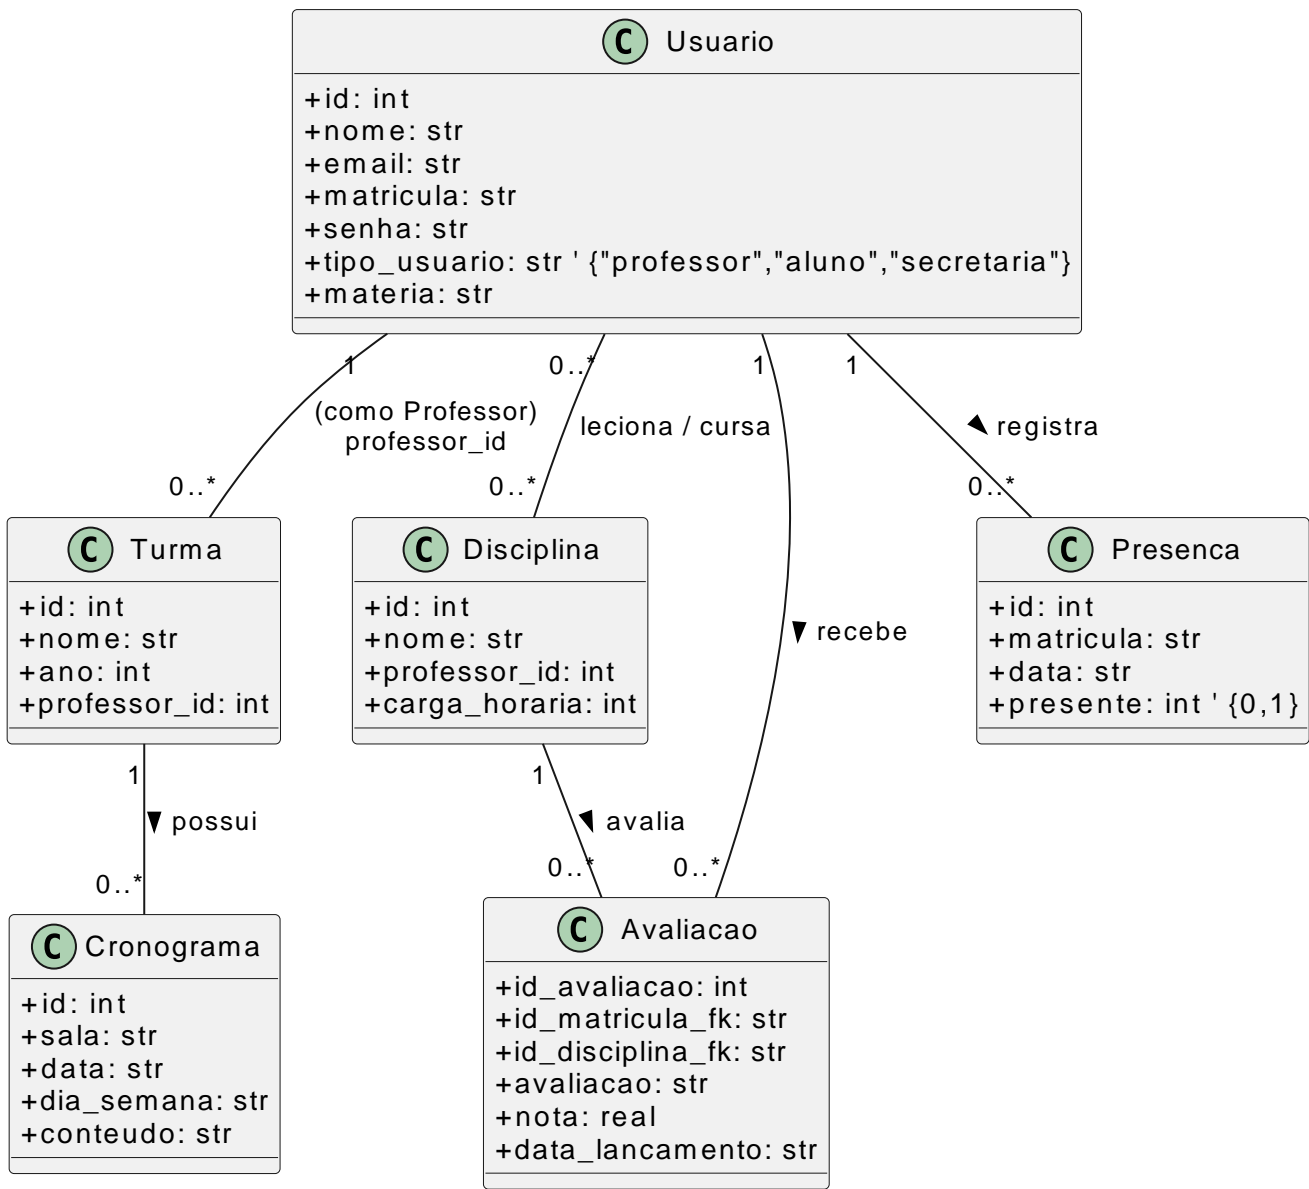 C Usuario
+id: int
+nome: str
+email: str
+matricula: str
+senha: str
+tipo_usuario: str ' {"professor","aluno","secretaria"}
+materia: str
1
0..*
1
1
(como Professor)
professor_id
leciona / cursa
registra
0..*
0..*
0..*
C Turma
+id: int
+nome: str
+ano: int
+professor_id: int
C Disciplina
+id: int
+nome: str
+professor_id: int
+carga_horaria: int
recebe
C Presenca
+id: int
+matricula: str
+data: str
+presente: int ' {0,1}
1
possui
0..*
1
avalia
0..*
0..*
C Cronograma
+id: int
+sala: str
+data: str
+dia_semana: str
+conteudo: str
C Avaliacao
+id_avaliacao: int
+id_matricula_fk: str
+id_disciplina_fk: str
+avaliacao: str
+nota: real
+data_lancamento: str